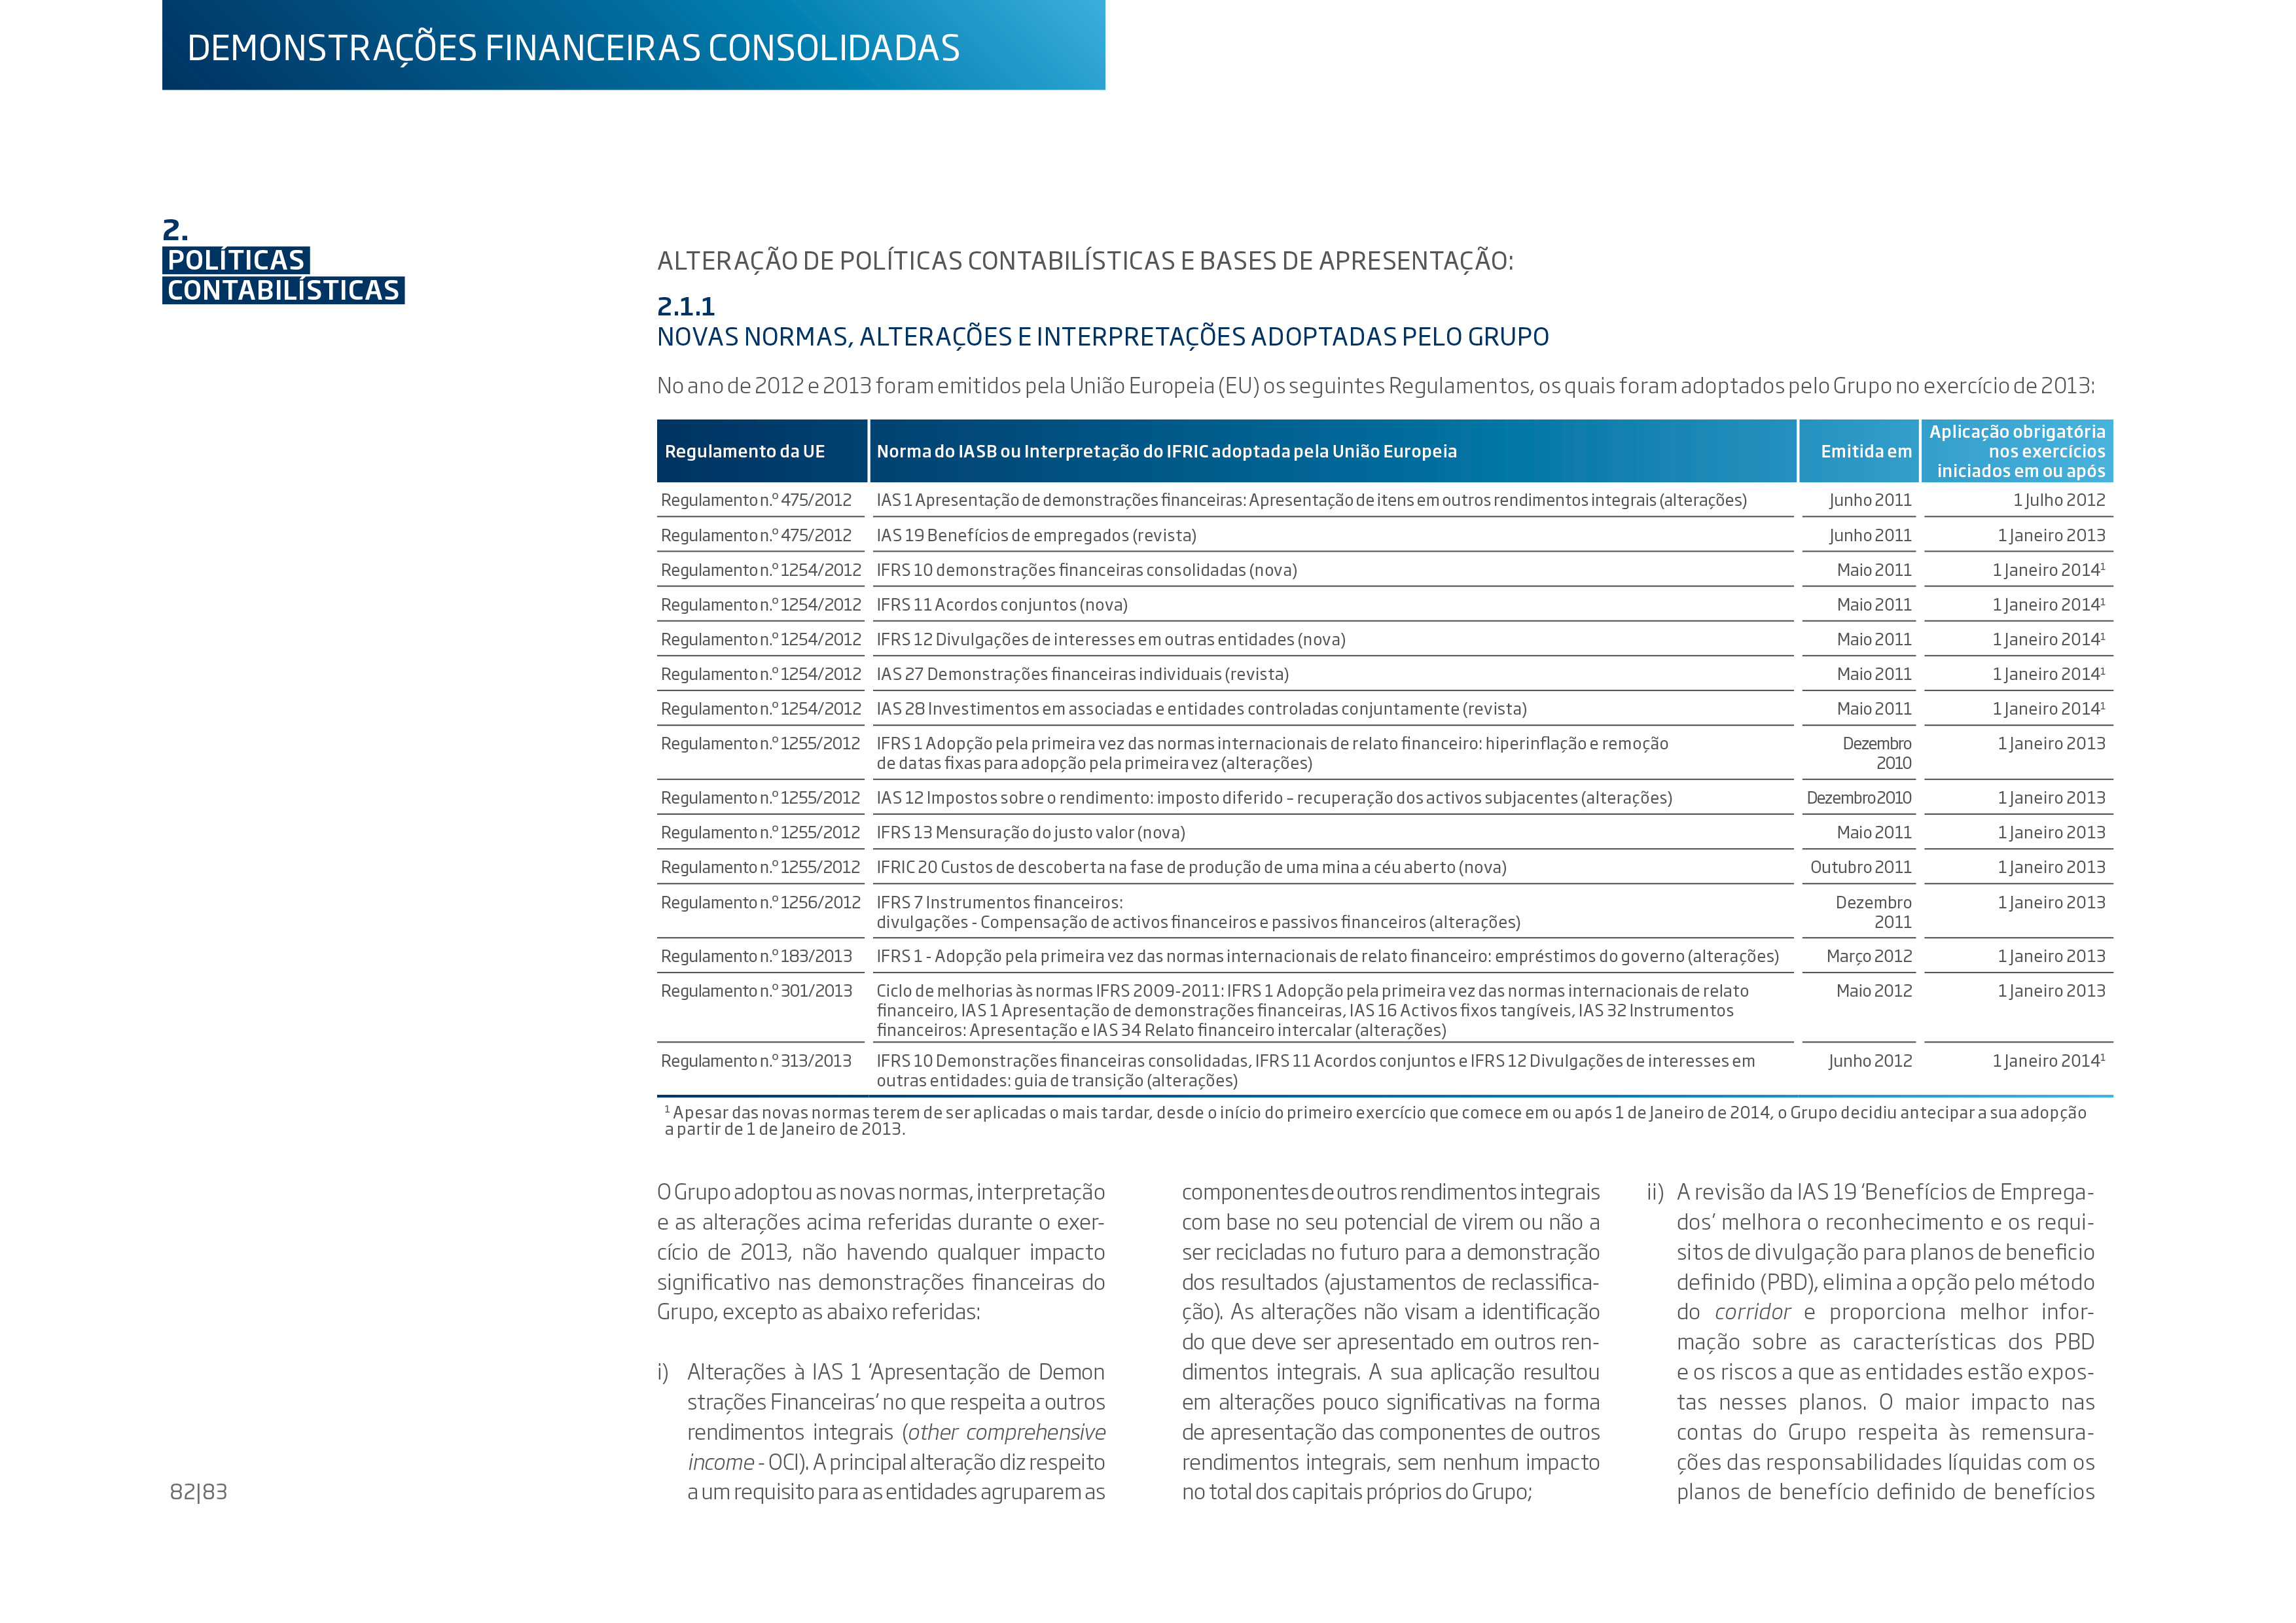 DEMONSTRAÇÕES FINANCEIRAS CONSOLIDADAS
2.
POLÍTICAS
CONTABILÍSTICAS
ALTERAÇÃO DE POLÍTICAS CONTABILÍSTICAS E BASES DE APRESENTAÇÃO:
2.1.1
NOVAS NORMAS, ALTERAÇÕES E INTERPRETAÇÕES ADOPTADAS PELO GRUPO
No ano de 2012 e 2013 foram emitidos pela União Europeia (EU) os seguintes Regulamentos, os quais foram adoptados pelo Grupo no exercício de 2013:
Regulamento da UE Norma do IASB ou Interpretação do IFRIC adoptada pela União Europeia Emitida em Aplicação obrigatória
nos exercícios
iniciados em ou após
Regulamento n.º 475/2012 IAS 1 Apresentação de demonstrações financeiras: Apresentação de itens em outros rendimentos integrais (alterações) Junho 2011 1 Julho 2012
Regulamento n.º 475/2012 IAS 19 Benefícios de empregados (revista) Junho 2011 1 Janeiro 2013
Regulamento n.º 1254/2012 IFRS 10 demonstrações financeiras consolidadas (nova) Maio 2011 1 Janeiro 2014¹
Regulamento n.º 1254/2012 IFRS 11 Acordos conjuntos (nova) Maio 2011 1 Janeiro 2014¹
Regulamento n.º 1254/2012 IFRS 12 Divulgações de interesses em outras entidades (nova) Maio 2011 1 Janeiro 2014¹
Regulamento n.º 1254/2012 IAS 27 Demonstrações financeiras individuais (revista) Maio 2011 1 Janeiro 2014¹
Regulamento n.º 1254/2012 IAS 28 Investimentos em associadas e entidades controladas conjuntamente (revista) Maio 2011 1 Janeiro 2014¹
Regulamento n.º 1255/2012 IFRS 1 Adopção pela primeira vez das normas internacionais de relato financeiro: hiperinflação e remoção Dezembro 1 Janeiro 2013
de datas fixas para adopção pela primeira vez (alterações) 2010
Regulamento n.º 1255/2012 IAS 12 Impostos sobre o rendimento: imposto diferido – recuperação dos activos subjacentes (alterações) Dezembro 2010 1 Janeiro 2013
Regulamento n.º 1255/2012 IFRS 13 Mensuração do justo valor (nova) Maio 2011 1 Janeiro 2013
Regulamento n.º 1255/2012 IFRIC 20 Custos de descoberta na fase de produção de uma mina a céu aberto (nova) Outubro 2011 1 Janeiro 2013
Regulamento n.º 1256/2012 IFRS 7 Instrumentos financeiros: Dezembro 1 Janeiro 2013
divulgações - Compensação de activos financeiros e passivos financeiros (alterações) 2011
Regulamento n.º 183/2013 IFRS 1 - Adopção pela primeira vez das normas internacionais de relato financeiro: empréstimos do governo (alterações) Março 2012 1 Janeiro 2013
Regulamento n.º 301/2013 Ciclo de melhorias às normas IFRS 2009-2011: IFRS 1 Adopção pela primeira vez das normas internacionais de relato Maio 2012 1 Janeiro 2013
financeiro, IAS 1 Apresentação de demonstrações financeiras, IAS 16 Activos fixos tangíveis, IAS 32 Instrumentos
financeiros: Apresentação e IAS 34 Relato financeiro intercalar (alterações)
Regulamento n.º 313/2013 IFRS 10 Demonstrações financeiras consolidadas, IFRS 11 Acordos conjuntos e IFRS 12 Divulgações de interesses em Junho 2012 1 Janeiro 2014¹
outras entidades: guia de transição (alterações)
¹ Apesar das novas normas terem de ser aplicadas o mais tardar, desde o início do primeiro exercício que comece em ou após 1 de Janeiro de 2014, o Grupo decidiu antecipar a sua adopção
a partir de 1 de Janeiro de 2013.
O Grupo adoptou as novas normas, interpretação
e as alterações acima referidas durante o exer-
cício de 2013, não havendo qualquer impacto
significativo nas demonstrações financeiras do
Grupo, excepto as abaixo referidas:
i) Alterações à IAS 1 ‘Apresentação de Demon
strações Financeiras’ no que respeita a outros
rendimentos integrais (other comprehensive
income - OCI). A principal alteração diz respeito
a um requisito para as entidades agruparem as
componentes de outros rendimentos integrais
com base no seu potencial de virem ou não a
ser recicladas no futuro para a demonstração
dos resultados (ajustamentos de reclassifica-
ção). As alterações não visam a identificação
do que deve ser apresentado em outros ren-
dimentos integrais. A sua aplicação resultou
em alterações pouco significativas na forma
de apresentação das componentes de outros
rendimentos integrais, sem nenhum impacto
no total dos capitais próprios do Grupo;
ii) A revisão da IAS 19 ‘Benefícios de Emprega-
dos’ melhora o reconhecimento e os requi-
sitos de divulgação para planos de beneficio
definido (PBD), elimina a opção pelo método
do corridor e proporciona melhor infor-
mação sobre as características dos PBD
e os riscos a que as entidades estão expos-
tas nesses planos. O maior impacto nas
contas do Grupo respeita às remensura-
ções das responsabilidades líquidas com os
planos de benefício definido de benefícios
82|83